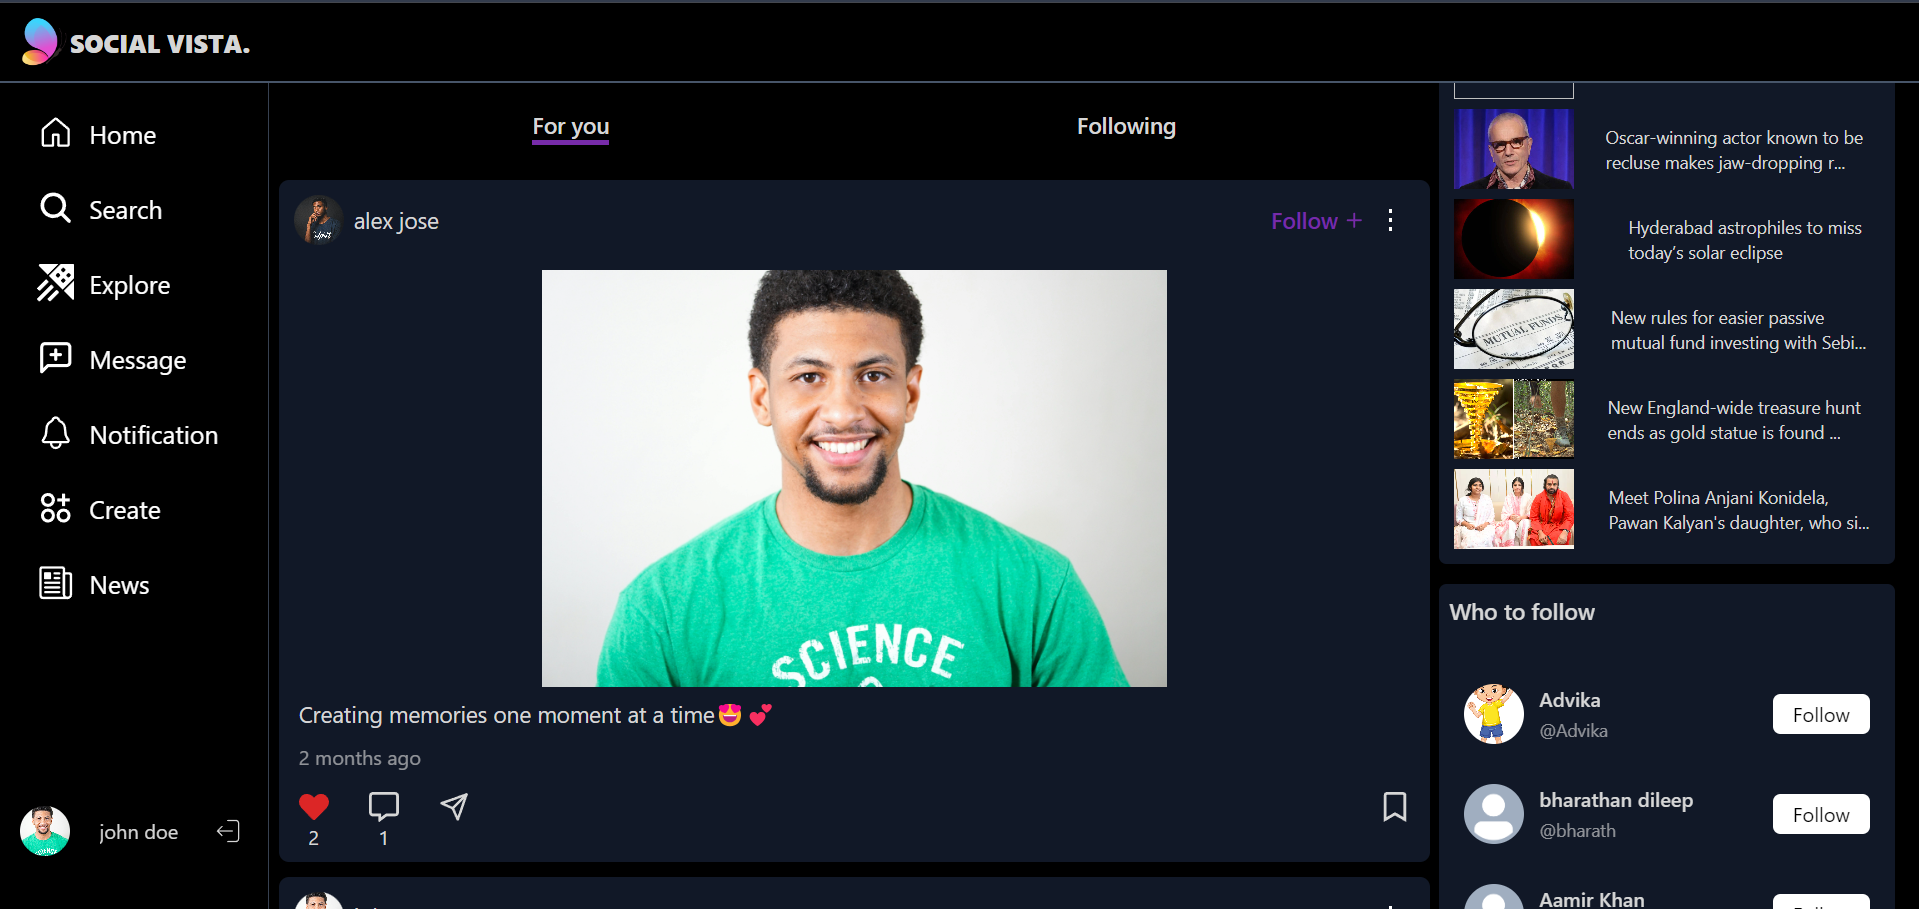 SOCIAL VISTA.
Home
Search
Explore
Message
Notification
Create
News
john doe
For you
Following
alex jose
Follow +
SCIENCE
Creating memories one moment at a time🤩 💕
2 months ago
2
1
Oscar-winning actor known to be
recluse makes jaw-dropping r...
Hyderabad astrophiles to miss
today’s solar eclipse
MUTUAL FUNDS
New rules for easier passive
mutual fund investing with Sebi...
New England-wide treasure hunt
ends as gold statue is found ...
Meet Polina Anjani Konidela,
Pawan Kalyan's daughter, who si...
Who to follow
Advika
@Advika
Follow
bharathan dileep
@bharath
Follow
Aamir Khan